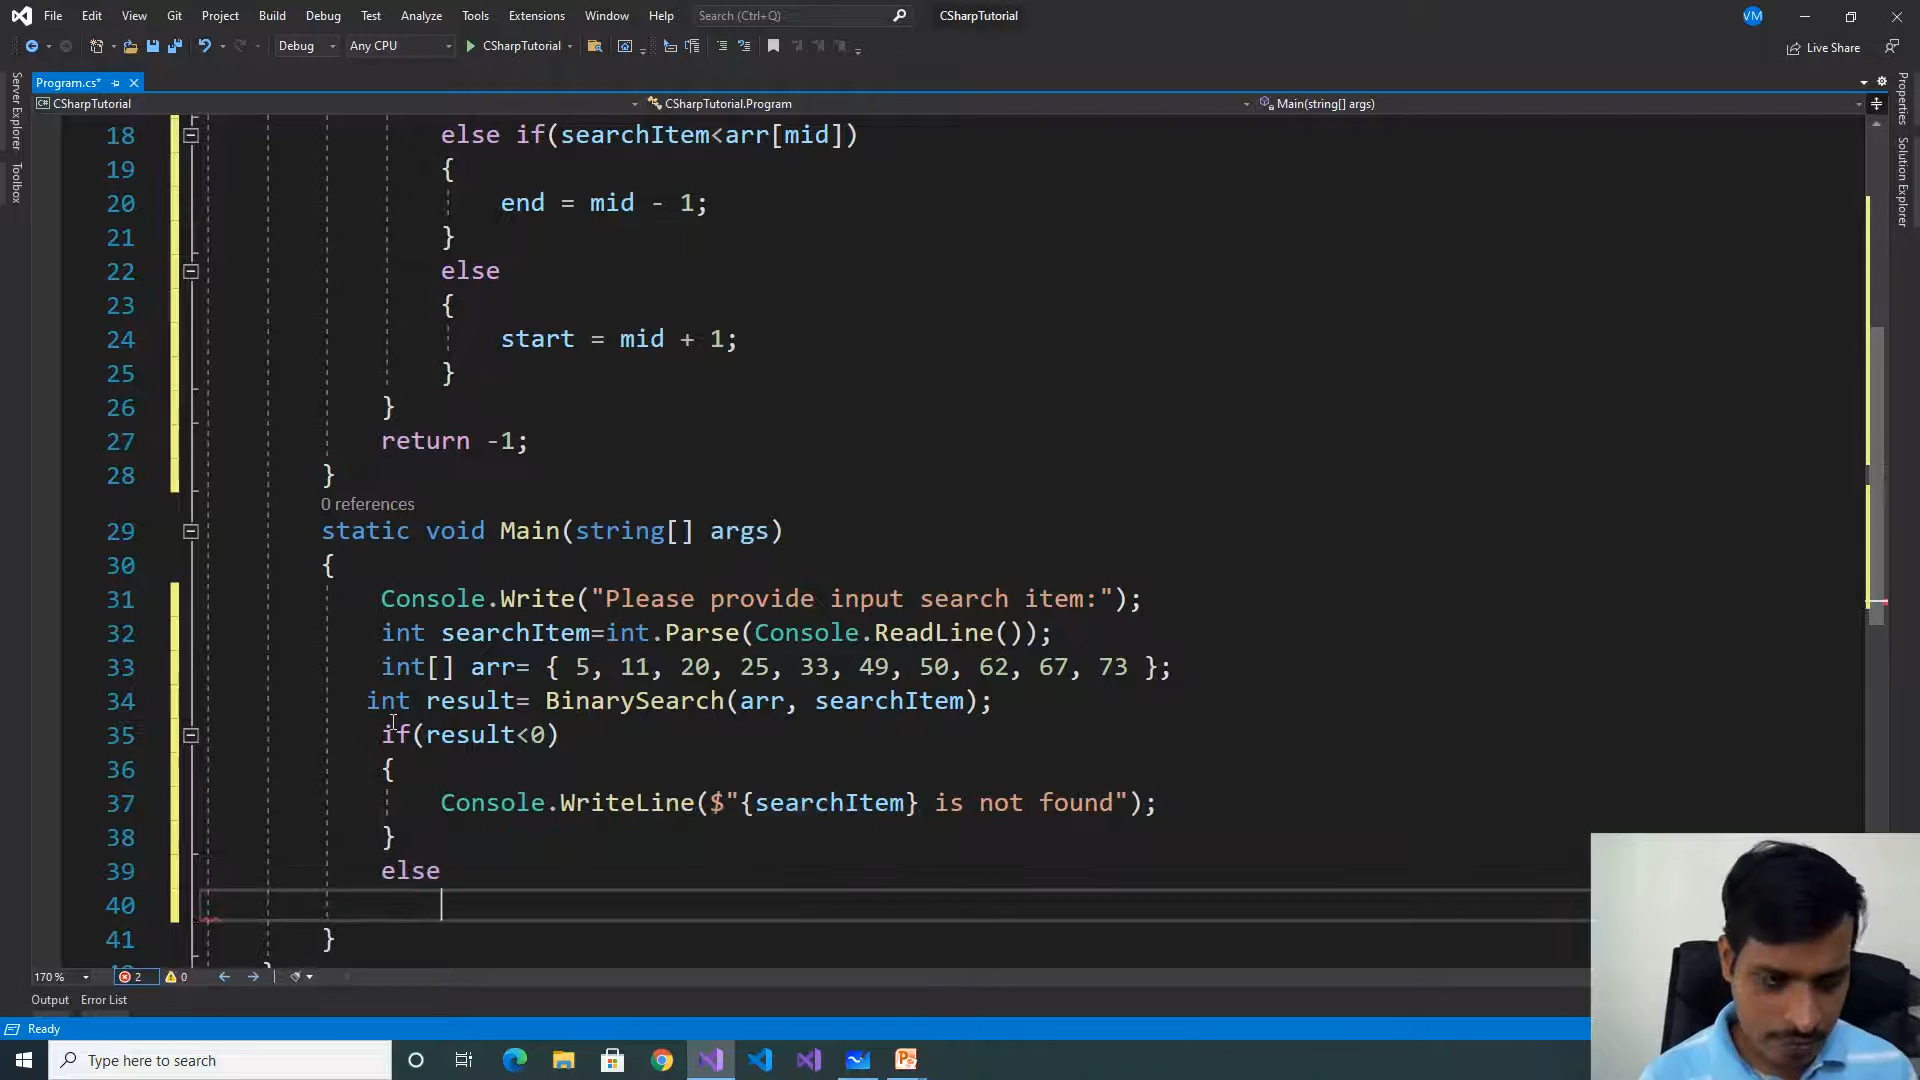 File Edit View Git Project Build Debug Test Analyze Tools Extensions Window Help Search (Ctrl+Q) CSharpTutorial VM
Debug Any CPU CSharpTutorial Live Share
Program.cs*
CSharpTutorial CSharpTutorial.Program Main(string[] args)
Server Explorer
Toolbox
Properties
Solution Explorer
18 else if(searchItem<arr[mid])
19 {
20 end = mid - 1;
21 }
22 else
23 {
24 start = mid + 1;
25 }
26 }
27 return -1;
28 }
0 references
29 static void Main(string[] args)
30 {
31 Console.Write("Please provide input search item:");
32 int searchItem=int.Parse(Console.ReadLine());
33 int[] arr= { 5, 11, 20, 25, 33, 49, 50, 62, 67, 73 };
34 int result= BinarySearch(arr, searchItem);
35 if(result<0)
36 {
37 Console.WriteLine($"{searchItem} is not found");
38 }
39 else
40
41 }
170 % 2 0
Output Error List
Ready
Type here to search